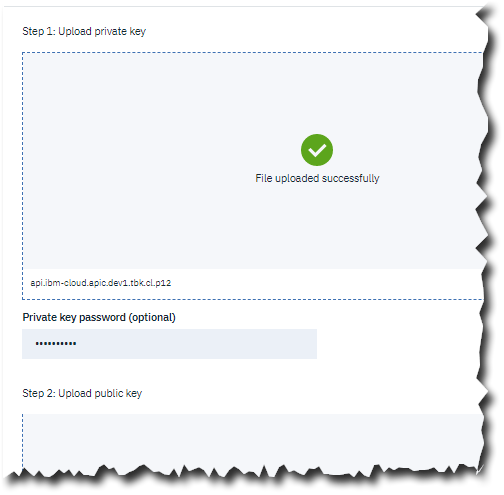 Step 1: Upload private key
File uploaded successfully
api.ibm-cloud.apic.dev1.tbk.cl.p12
Private key password (optional)
••••••••••
Step 2: Upload public key